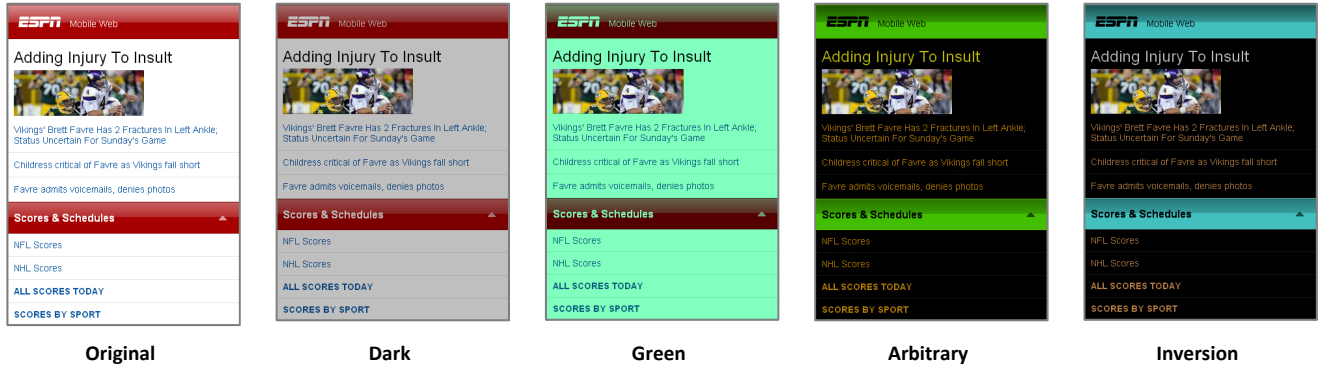 ESPN Mobile Web
Adding Injury To Insult
Vikings' Brett Favre Has 2 Fractures In Left Ankle;
Status Uncertain For Sunday's Game
Childress critical of Favre as Vikings fall short
Favre admits voicemails, denies photos
Scores & Schedules
NFL Scores
NHL Scores
ALL SCORES TODAY
SCORES BY SPORT
Original
ESPN Mobile Web
Adding Injury To Insult
Vikings' Brett Favre Has 2 Fractures In Left Ankle;
Status Uncertain For Sunday's Game
Childress critical of Favre as Vikings fall short
Favre admits voicemails, denies photos
Scores & Schedules
NFL Scores
NHL Scores
ALL SCORES TODAY
SCORES BY SPORT
Dark
ESPN Mobile Web
Adding Injury To Insult
Vikings' Brett Favre Has 2 Fractures In Left Ankle;
Status Uncertain For Sunday's Game
Childress critical of Favre as Vikings fall short
Favre admits voicemails, denies photos
Scores & Schedules
NFL Scores
NHL Scores
ALL SCORES TODAY
SCORES BY SPORT
Green
ESPN Mobile Web
Adding Injury To Insult
Vikings' Brett Favre Has 2 Fractures In Left Ankle;
Status Uncertain For Sunday's Game
Childress critical of Favre as Vikings fall short
Favre admits voicemails, denies photos
Scores & Schedules
NFL Scores
NHL Scores
ALL SCORES TODAY
SCORES BY SPORT
Arbitrary
ESPN Mobile Web
Adding Injury To Insult
Vikings' Brett Favre Has 2 Fractures In Left Ankle;
Status Uncertain For Sunday's Game
Childress critical of Favre as Vikings fall short
Favre admits voicemails, denies photos
Scores & Schedules
NFL Scores
NHL Scores
ALL SCORES TODAY
SCORES BY SPORT
Inversion